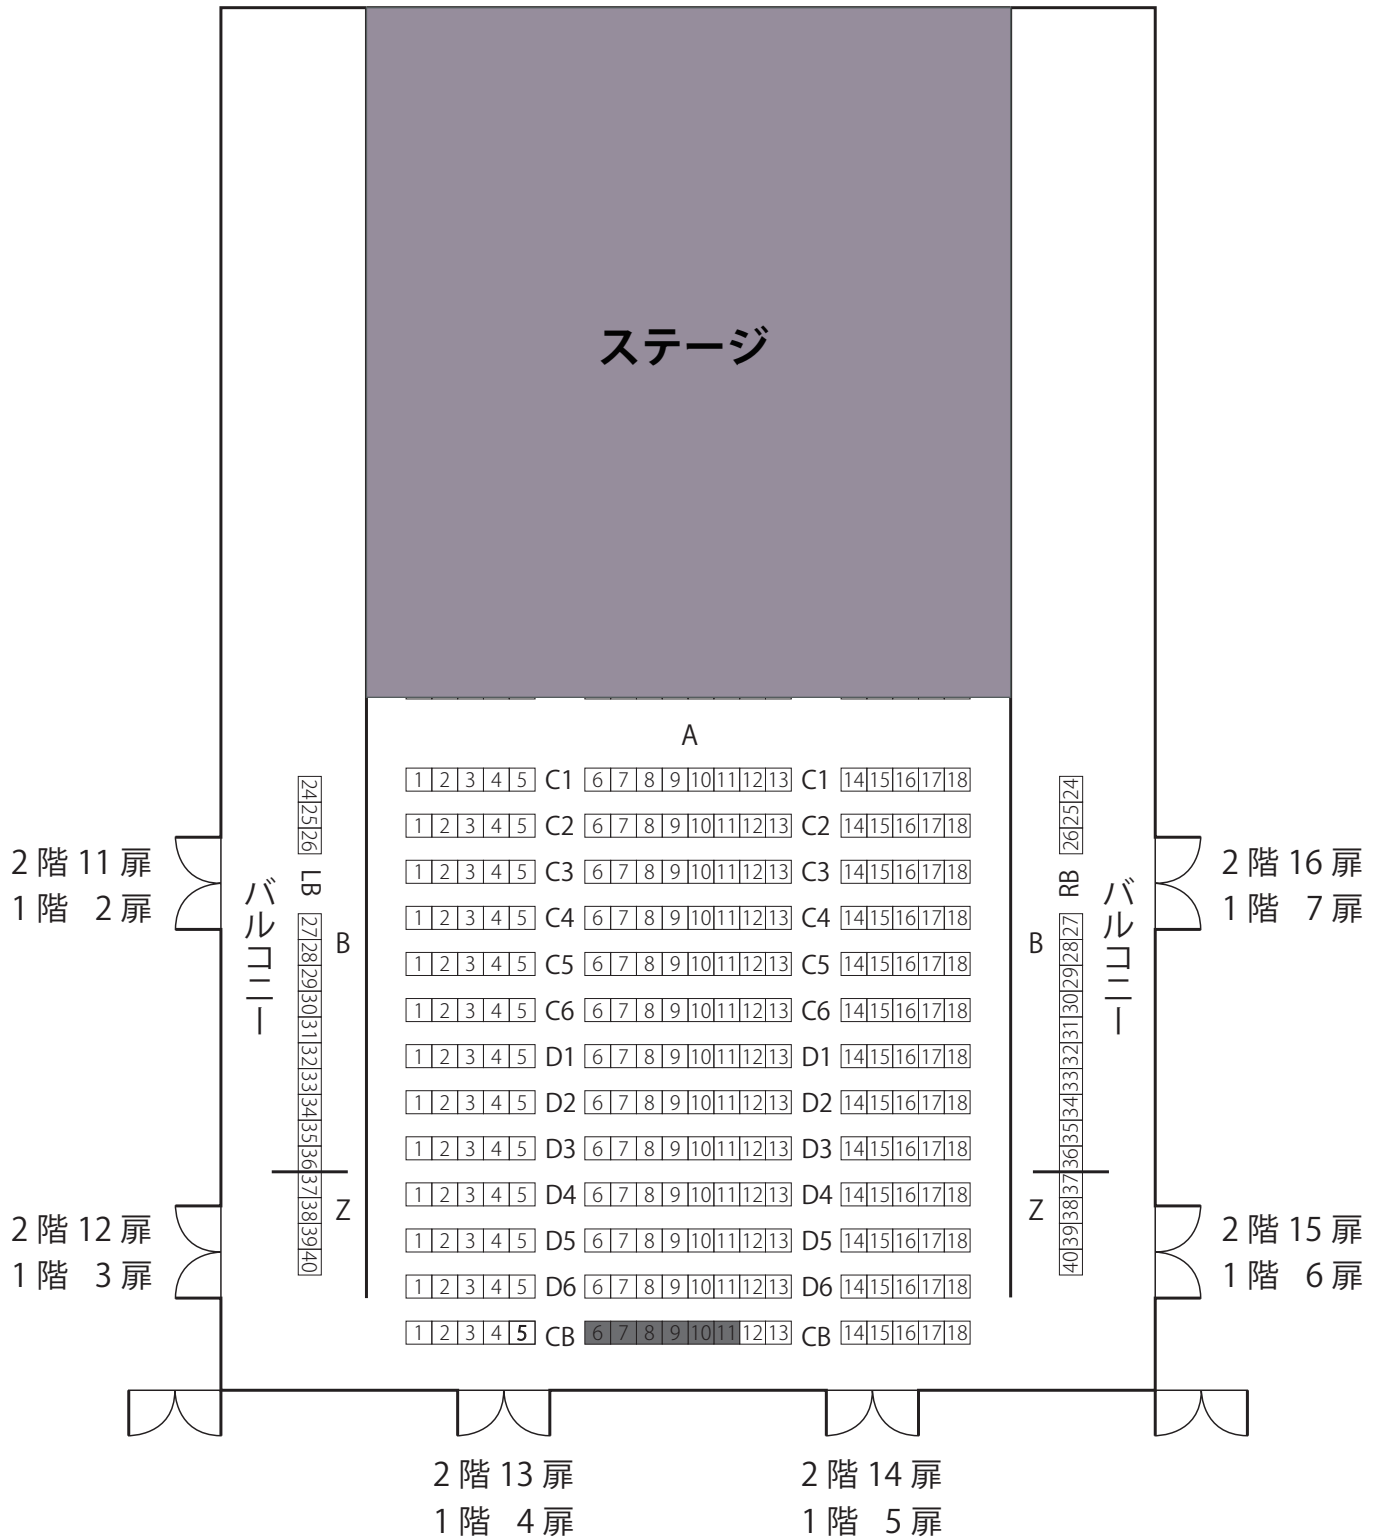 ステージ
A
1 2 3 4 5 C1 6 7 8 9 10 11 12 13 C1 14 15 16 17 18
1 2 3 4 5 C2 6 7 8 9 10 11 12 13 C2 14 15 16 17 18
1 2 3 4 5 C3 6 7 8 9 10 11 12 13 C3 14 15 16 17 18
1 2 3 4 5 C4 6 7 8 9 10 11 12 13 C4 14 15 16 17 18
1 2 3 4 5 C5 6 7 8 9 10 11 12 13 C5 14 15 16 17 18
1 2 3 4 5 C6 6 7 8 9 10 11 12 13 C6 14 15 16 17 18
1 2 3 4 5 D1 6 7 8 9 10 11 12 13 D1 14 15 16 17 18
1 2 3 4 5 D2 6 7 8 9 10 11 12 13 D2 14 15 16 17 18
1 2 3 4 5 D3 6 7 8 9 10 11 12 13 D3 14 15 16 17 18
1 2 3 4 5 D4 6 7 8 9 10 11 12 13 D4 14 15 16 17 18
1 2 3 4 5 D5 6 7 8 9 10 11 12 13 D5 14 15 16 17 18
1 2 3 4 5 D6 6 7 8 9 10 11 12 13 D6 14 15 16 17 18
1 2 3 4 5 CB 6 7 8 9 10 11 12 13 CB 14 15 16 17 18
24 25 26 LB 27 28 29 30 31 32 33 34 35 36 37 38 39 40
バルコニー
B
Z
24 25 26 RB 27 28 29 30 31 32 33 34 35 36 37 38 39 40
バルコニー
B
Z
2 階 11 扉
1 階 2 扉
2 階 12 扉
1 階 3 扉
2 階 16 扉
1 階 7 扉
2 階 15 扉
1 階 6 扉
2 階 13 扉
1 階 4 扉
2 階 14 扉
1 階 5 扉